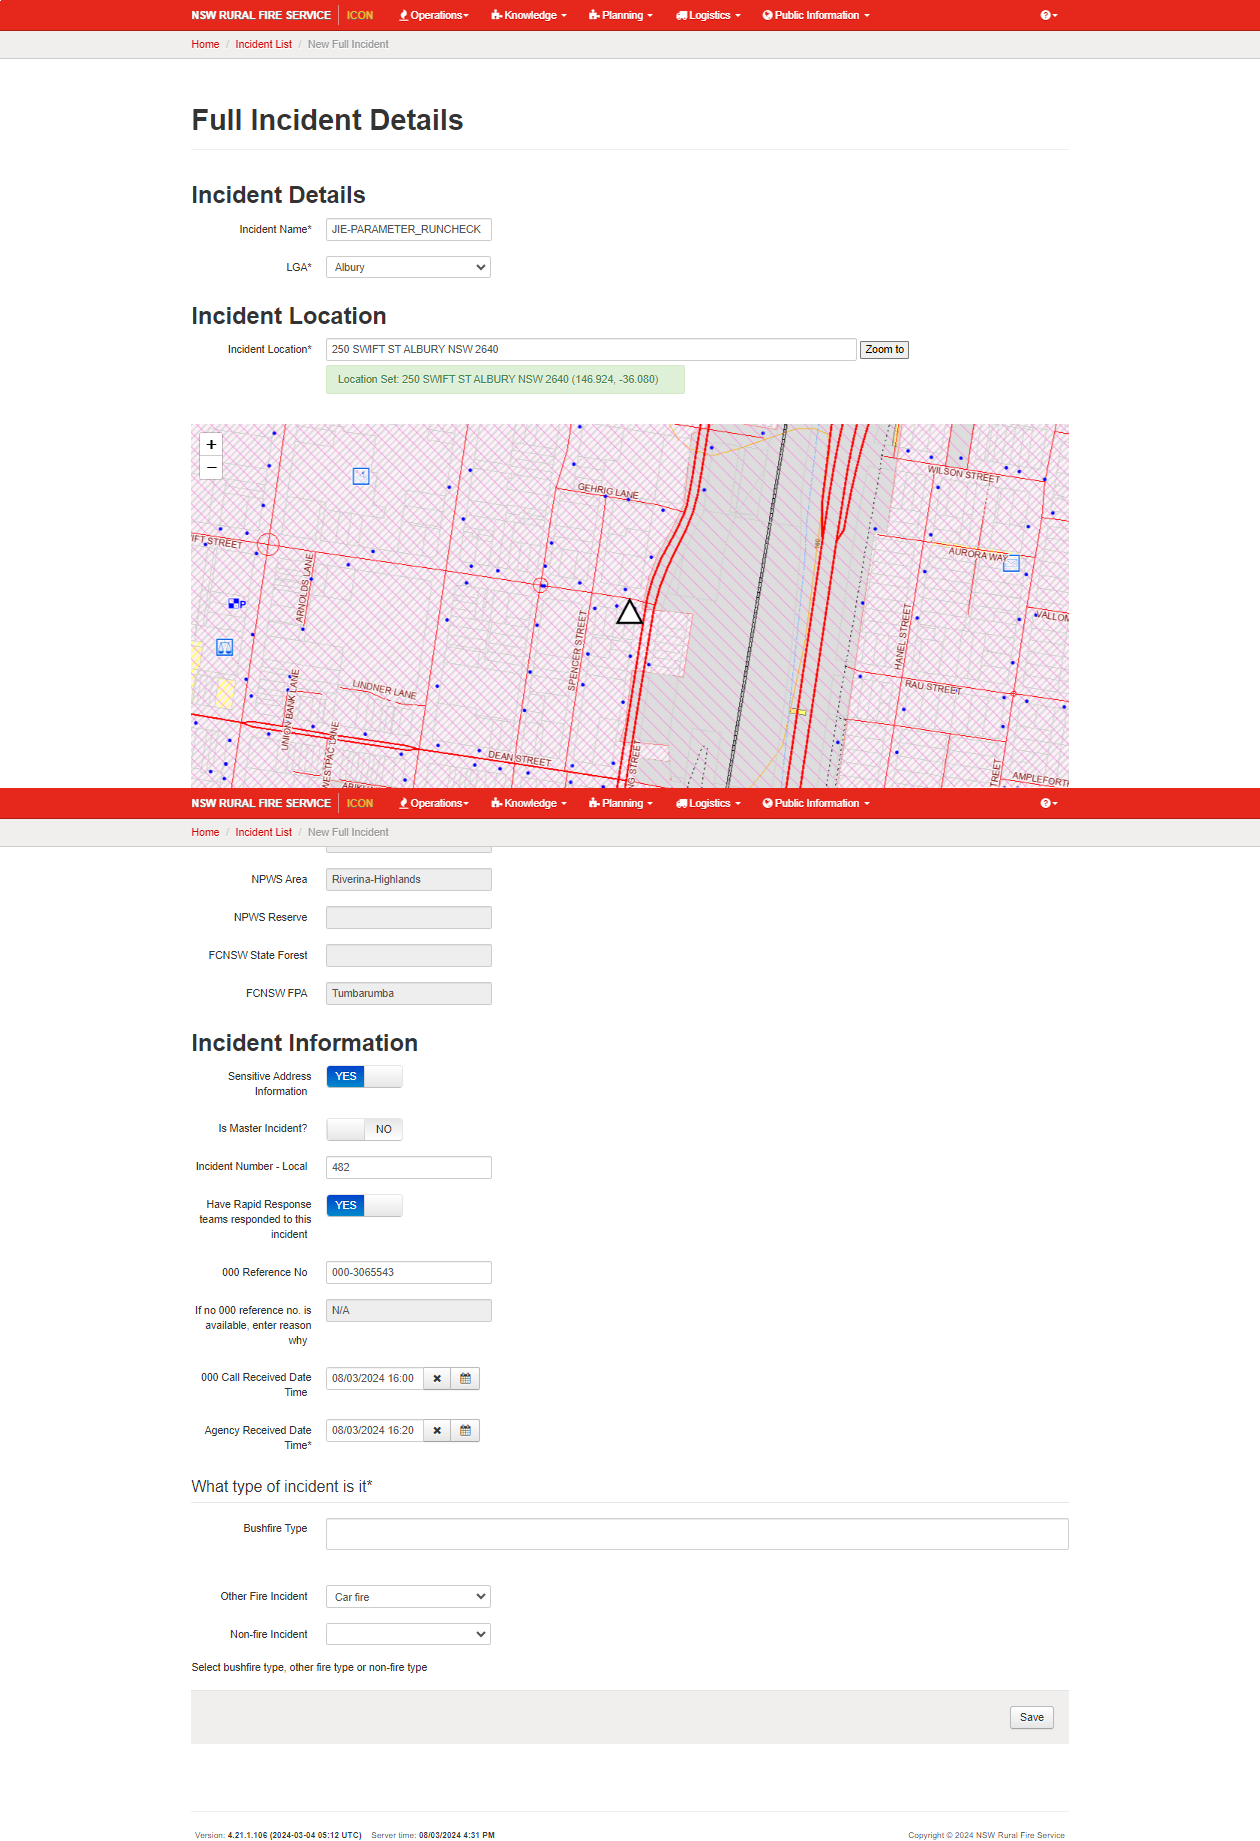 NSW RURAL FIRE SERVICE ICON Operations Knowledge Planning Logistics Public Information
Home / Incident List / New Full Incident
Full Incident Details
Incident Details
Incident Name* JIE-PARAMETER_RUNCHECK
LGA* Albury
Incident Location
Incident Location* 250 SWIFT ST ALBURY NSW 2640 Zoom to
Location Set: 250 SWIFT ST ALBURY NSW 2640 (146.924, -36.080)
+
−
WILSON STREET
GEHRIG LANE
IFT STREET
AURORA WAY
ARNOLDS LANE
P
HANEL STREET
VALLOM
SPENCER STREET
LINDNER LANE
RAU STREET
UNION BANK LANE
ESTPAC LANE
DEAN STREET
NG STREET
TREET
AMPLEFORT
NSW RURAL FIRE SERVICE ICON Operations Knowledge Planning Logistics Public Information
Home / Incident List / New Full Incident
NPWS Area Riverina-Highlands
NPWS Reserve
FCNSW State Forest
FCNSW FPA Tumbarumba
Incident Information
Sensitive Address YES
Information
Is Master Incident? NO
Incident Number - Local 482
Have Rapid Response YES
teams responded to this
incident
000 Reference No 000-3065543
If no 000 reference no. is N/A
available, enter reason
why
000 Call Received Date 08/03/2024 16:00
Time
Agency Received Date 08/03/2024 16:20
Time*
What type of incident is it*
Bushfire Type
Other Fire Incident Car fire
Non-fire Incident
Select bushfire type, other fire type or non-fire type
Save
Version: 4.21.1.106 (2024-03-04 05:12 UTC) Server time: 08/03/2024 4:31 PM Copyright © 2024 NSW Rural Fire Service